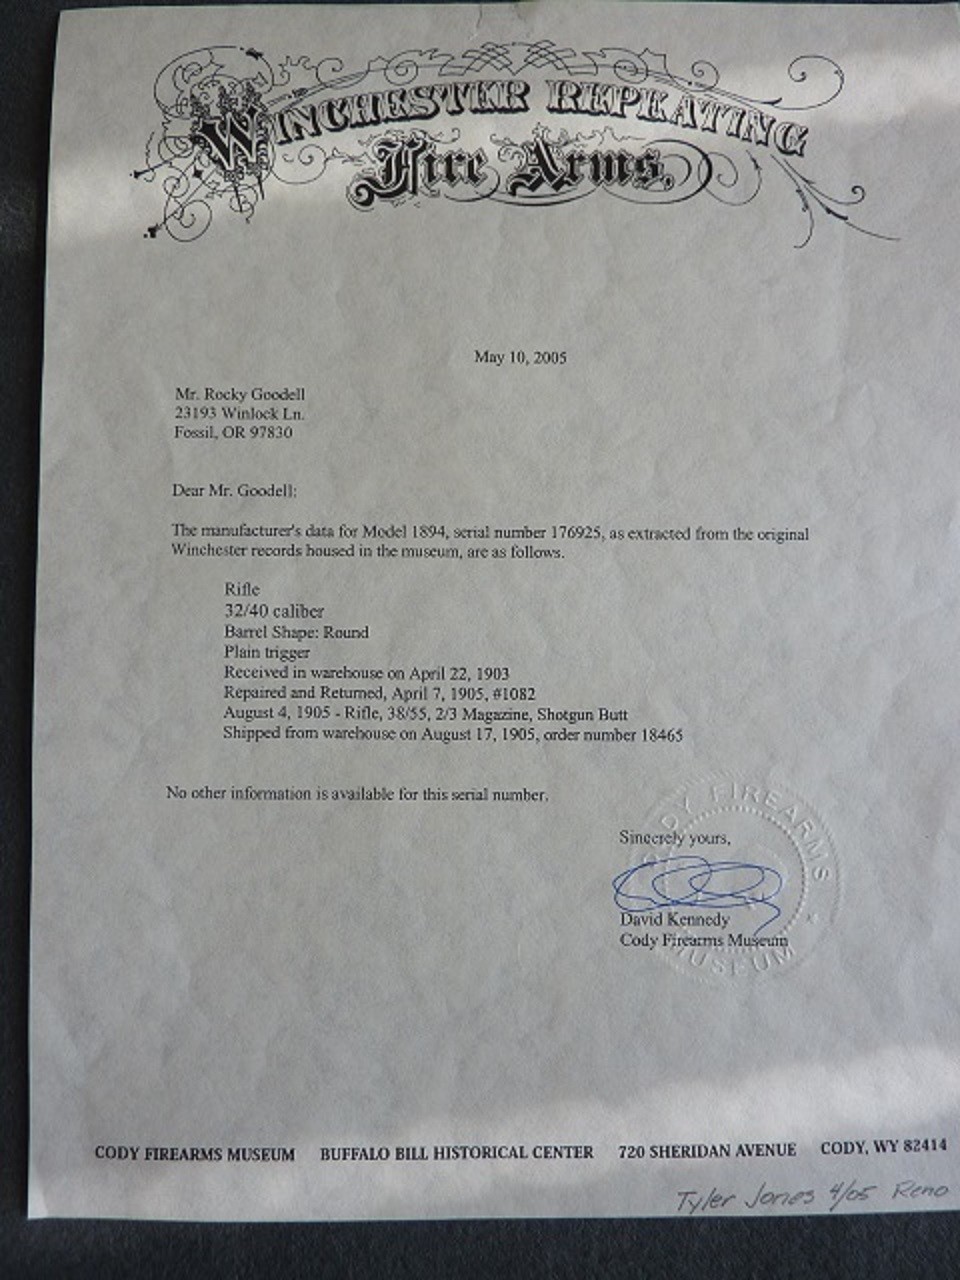 WINCHESTER REPEATING
Fire Arms,
May 10, 2005
Mr. Rocky Goodell
23193 Winlock Ln.
Fossil, OR 97830
Dear Mr. Goodell:
The manufacturer's data for Model 1894, serial number 176925, as extracted from the original
Winchester records housed in the museum, are as follows.
Rifle
32/40 caliber
Barrel Shape: Round
Plain trigger
Received in warehouse on April 22, 1903
Repaired and Returned, April 7, 1905, #1082
August 4, 1905 - Rifle, 38/55, 2/3 Magazine, Shotgun Butt
Shipped from warehouse on August 17, 1905, order number 18465
No other information is available for this serial number.
CODY FIREARMS
MUSEUM
Sincerely yours,
David Kennedy
Cody Firearms Museum
CODY FIREARMS MUSEUM BUFFALO BILL HISTORICAL CENTER 720 SHERIDAN AVENUE CODY, WY 82414
Tyler Jones 4/05 Reno